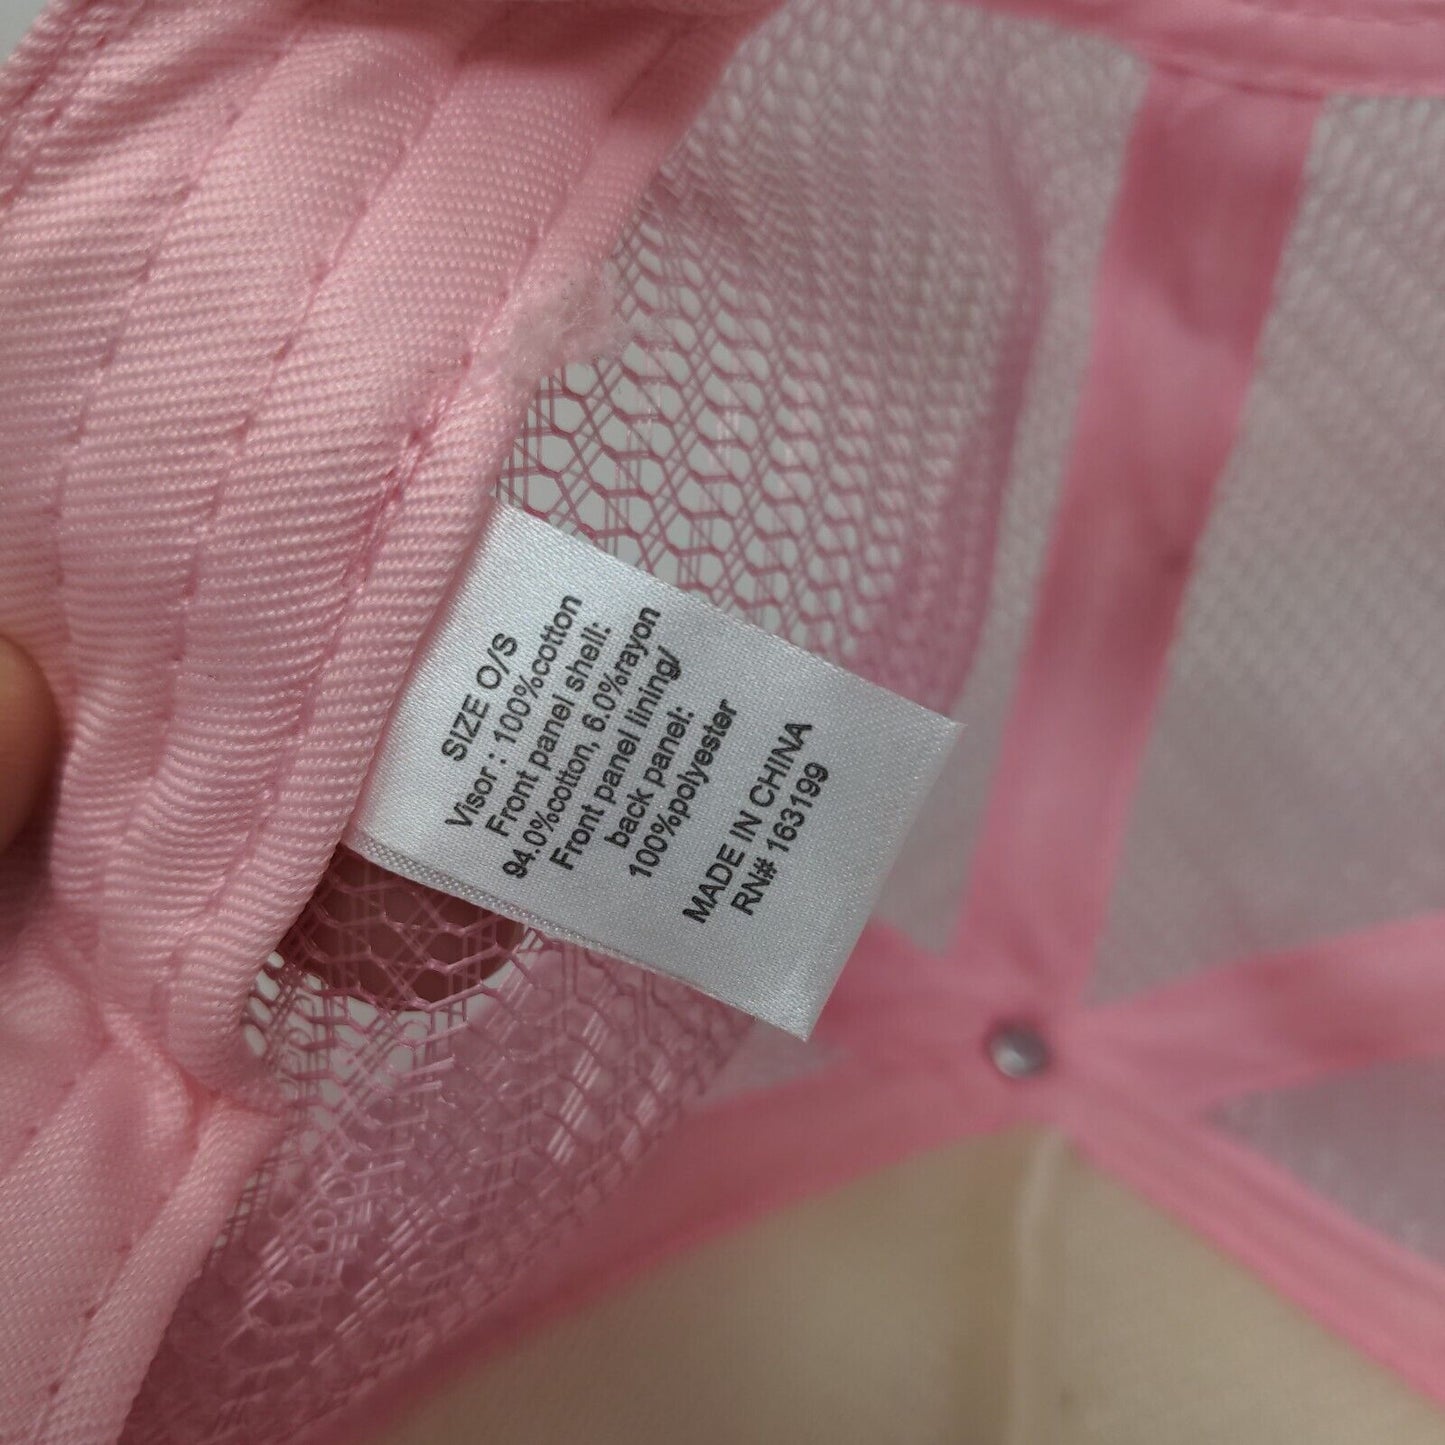 SIZE O/S
Visor : 100%cotton
Front panel shell:
94.0%cotton, 6.0%rayon
Front panel lining/
back panel:
100%polyester
MADE IN CHINA
RN# 163199